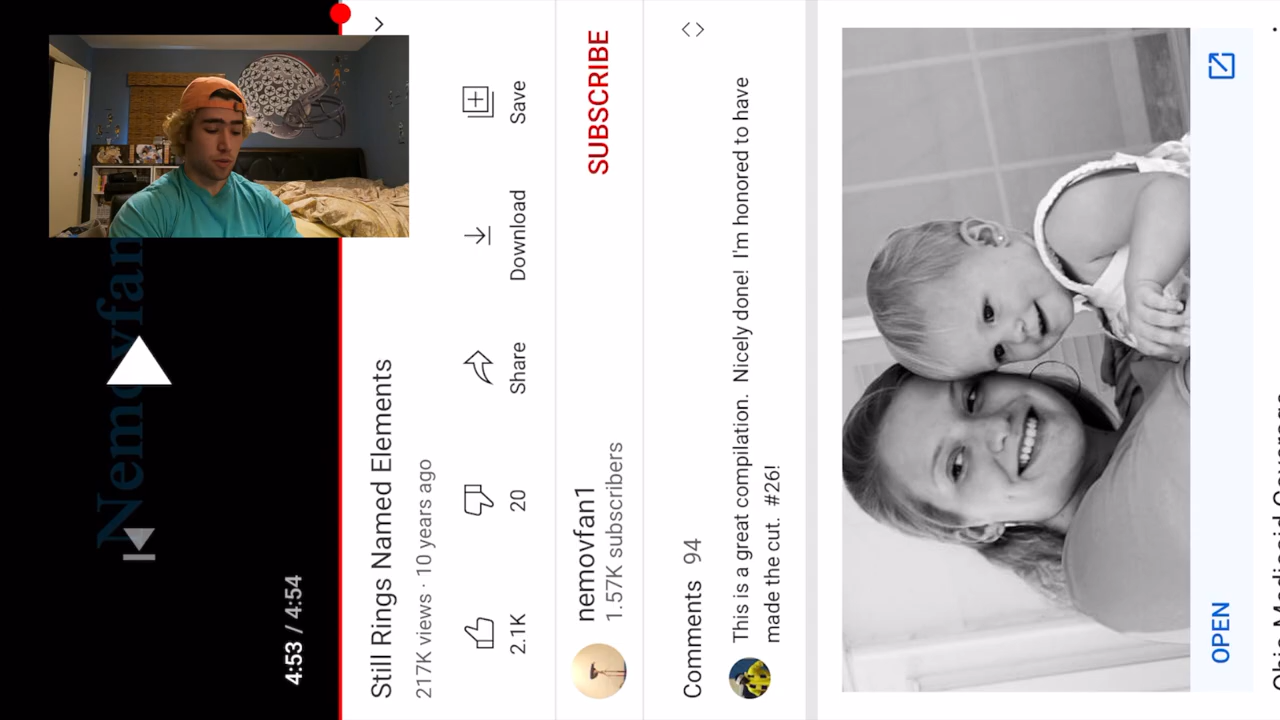 Nemovfan
4:53 / 4:54
Still Rings Named Elements
217K views · 10 years ago
2.1K
20
Share
Download
Save
nemovfan1
1.57K subscribers
SUBSCRIBE
Comments 94
This is a great compilation. Nicely done! I'm honored to have
made the cut. #26!
OPEN